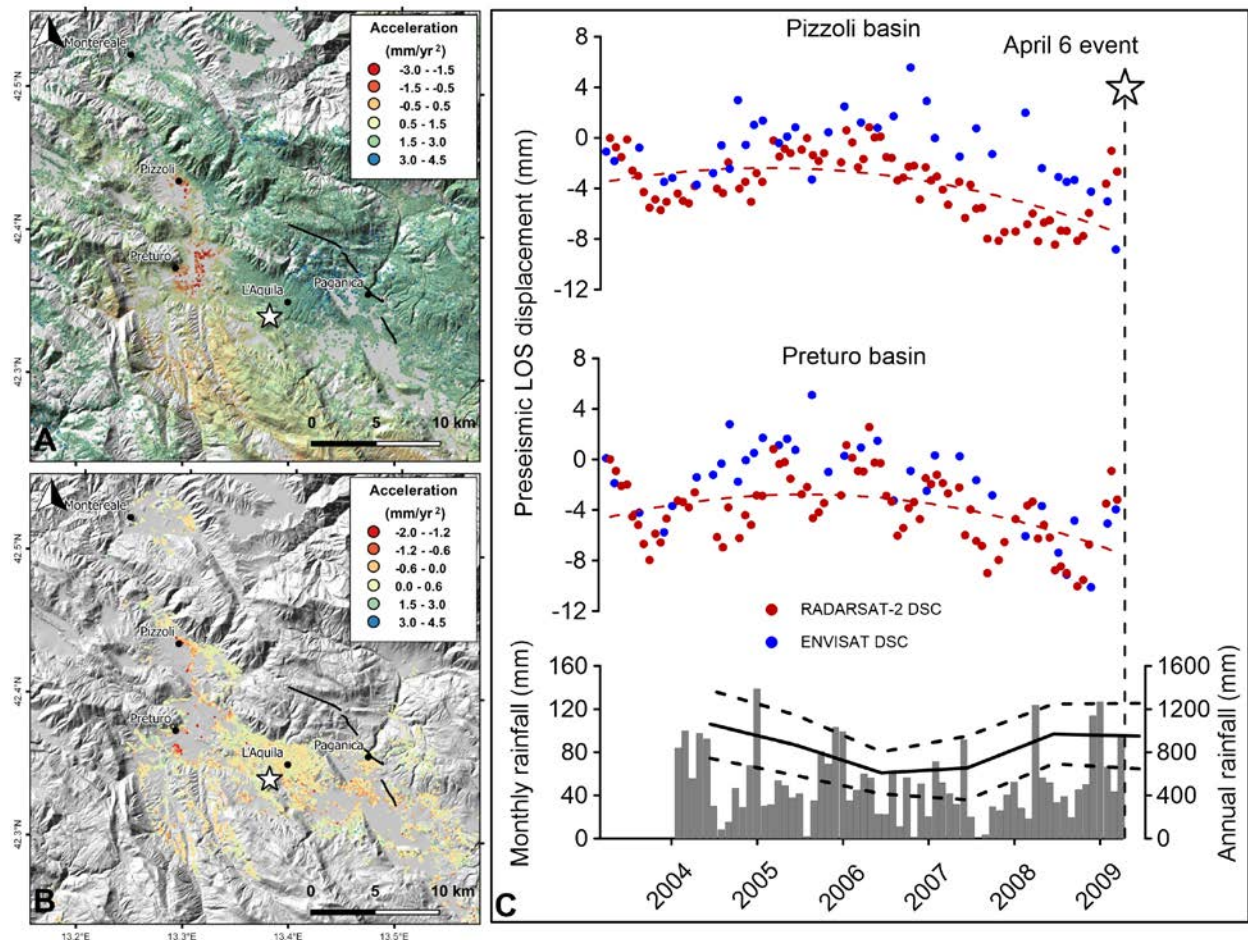 Acceleration
(mm/yr²)
-3.0 - -1.5
-1.5 - -0.5
-0.5 - 0.5
0.5 - 1.5
1.5 - 3.0
3.0 - 4.5
Montereale
Pizzoli
Preturo
L'Aquila
Paganica
42.5°N
42.4°N
42.3°N
0 5 10 km
A
Acceleration
(mm/yr²)
-2.0 - -1.2
-1.2 - -0.6
-0.6 - 0.0
0.0 - 0.6
1.5 - 3.0
3.0 - 4.5
Montereale
Pizzoli
Preturo
L'Aquila
Paganica
42.5°N
42.4°N
42.3°N
0 5 10 km
B
13.2°E 13.3°E 13.4°E 13.5°E
Pizzoli basin
April 6 event
8
4
0
-4
-8
-12
Preseismic LOS displacement (mm)
Preturo basin
8
4
0
-4
-8
-12
RADARSAT-2 DSC
ENVISAT DSC
Monthly rainfall (mm)
160
120
80
40
0
1600
1200
800
400
0
Annual rainfall (mm)
2004 2005 2006 2007 2008 2009
C